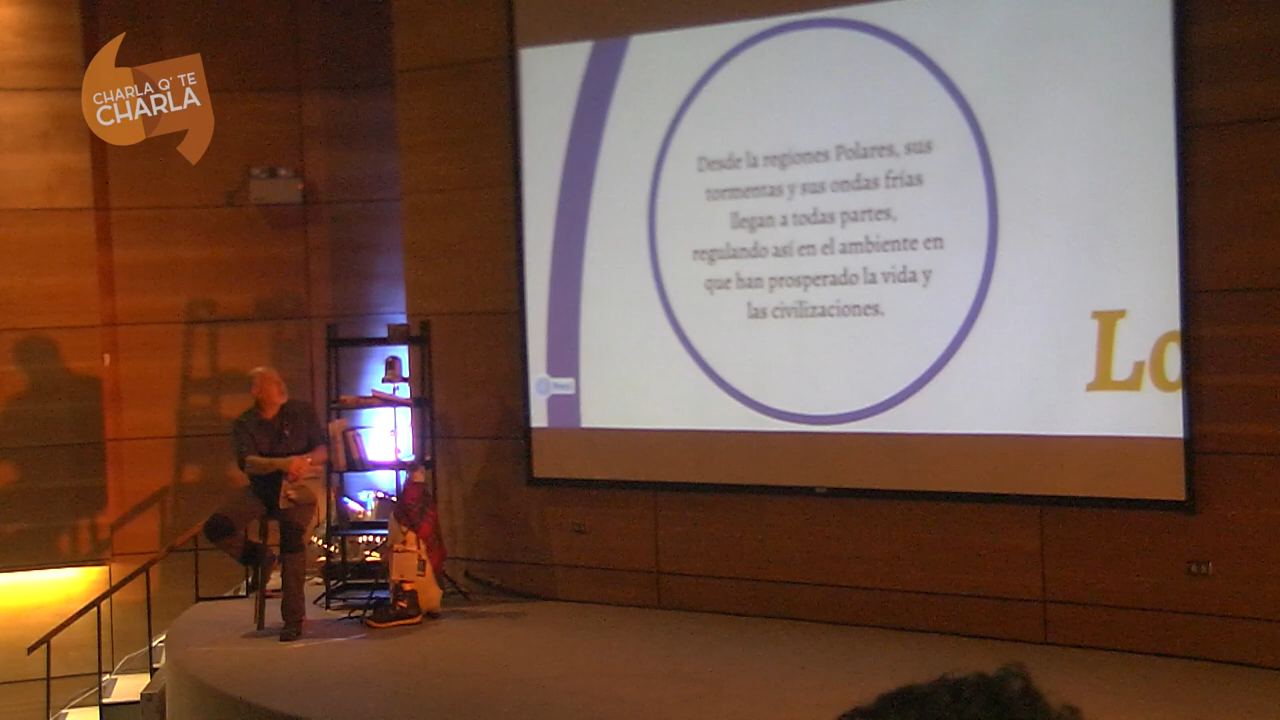 CHARLA Q' TE
CHARLA
Desde la regiones Polares, sus
tormentas y sus ondas frías
llegan a todas partes,
regulando así en el ambiente en
que han prosperado la vida y
las civilizaciones.
Lo